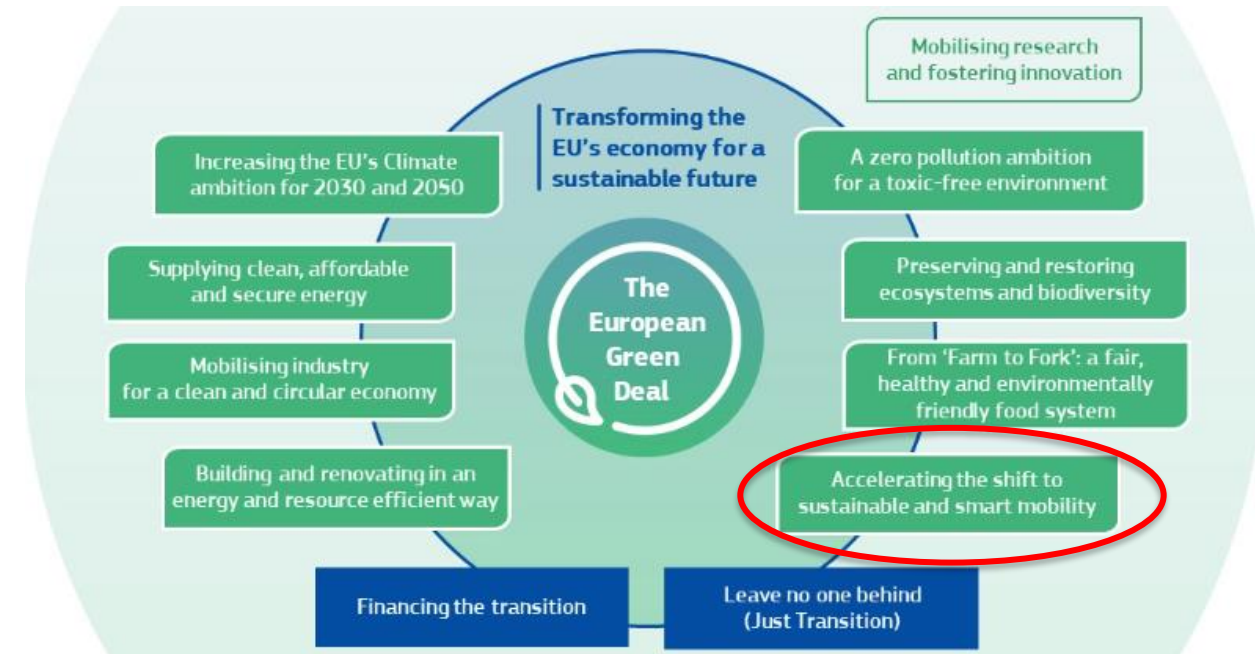 Mobilising research
and fostering innovation
Transforming the
EU's economy for a
sustainable future
Increasing the EU's Climate
ambition for 2030 and 2050
A zero pollution ambition
for a toxic-free environment
Supplying clean, affordable
and secure energy
Preserving and restoring
ecosystems and biodiversity
The
European
Green
Deal
Mobilising industry
for a clean and circular economy
From ‘Farm to Fork’: a fair,
healthy and environmentally
friendly food system
Building and renovating in an
energy and resource efficient way
Accelerating the shift to
sustainable and smart mobility
Financing the transition
Leave no one behind
(Just Transition)